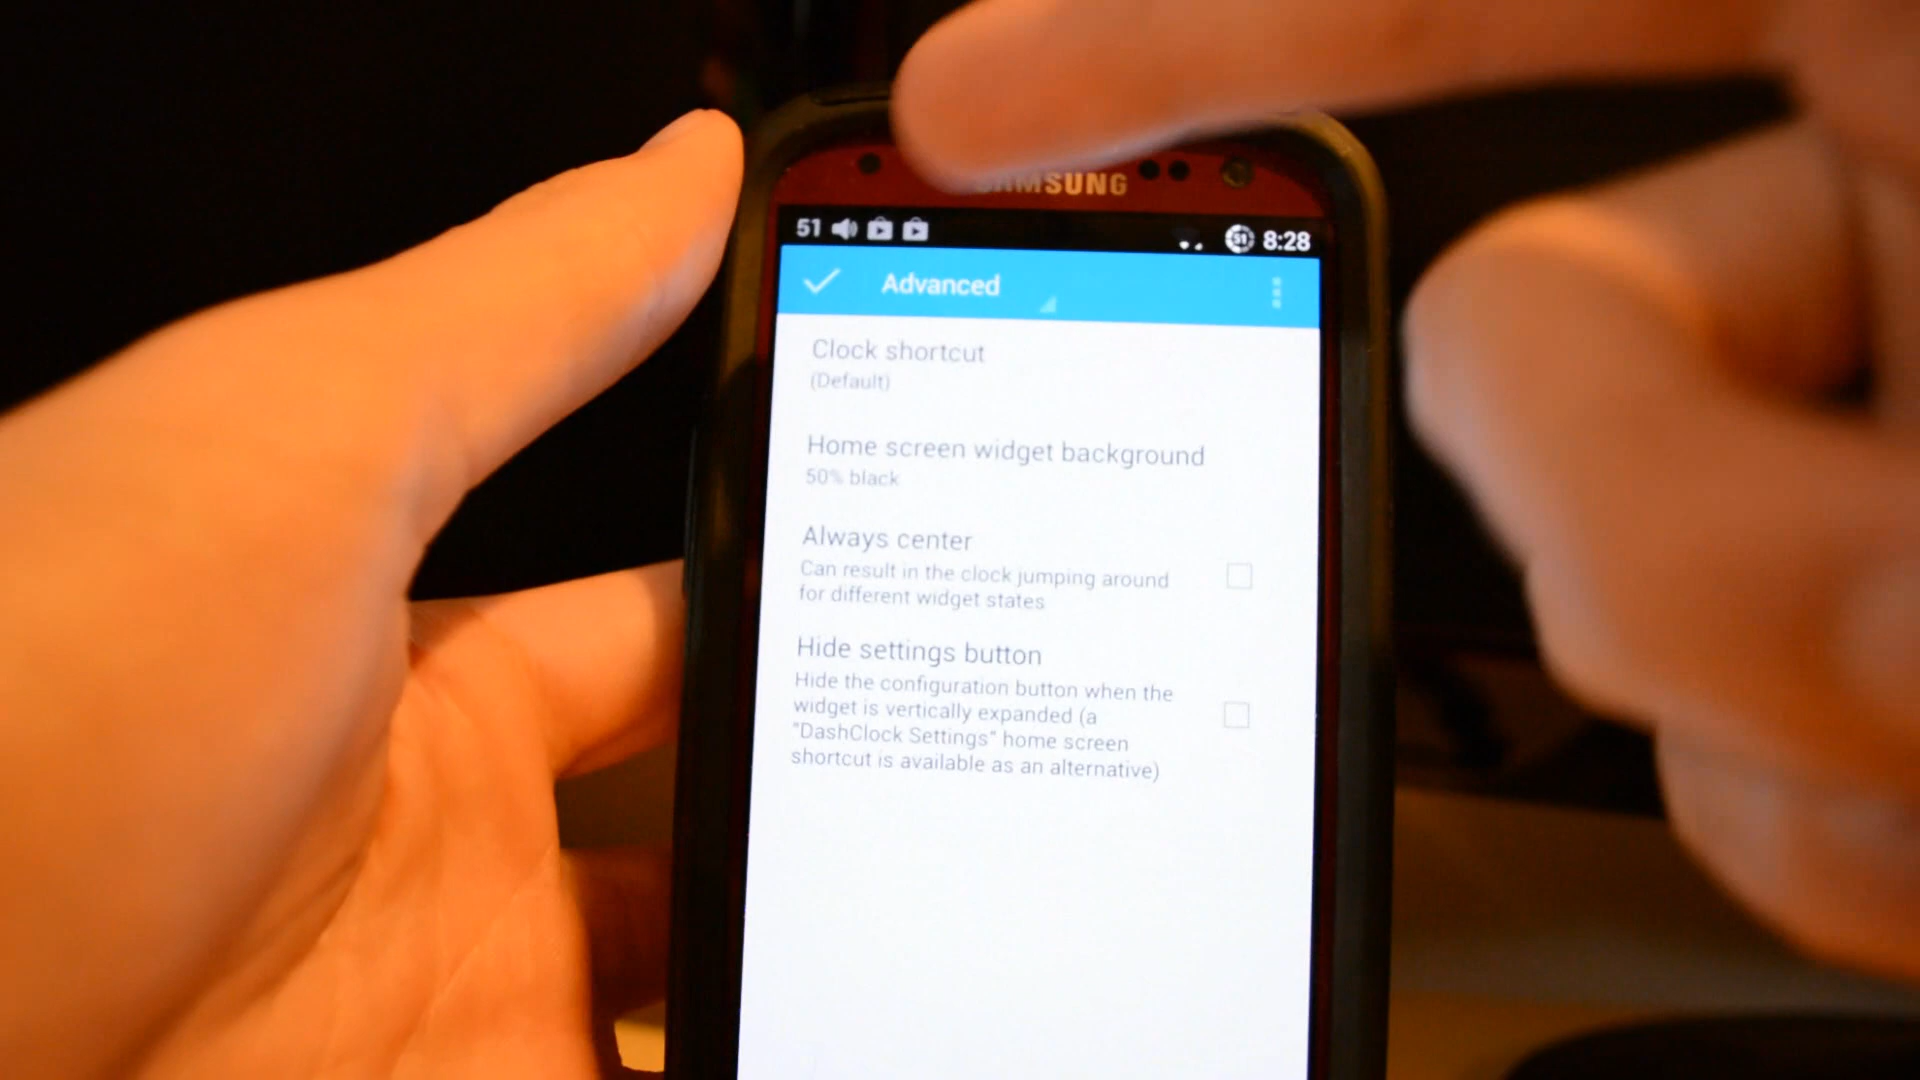 SAMSUNG
51 51 8:28
Advanced
Clock shortcut
(Default)
Home screen widget background
50% black
Always center
Can result in the clock jumping around
for different widget states
Hide settings button
Hide the configuration button when the
widget is vertically expanded (a
"DashClock Settings" home screen
shortcut is available as an alternative)